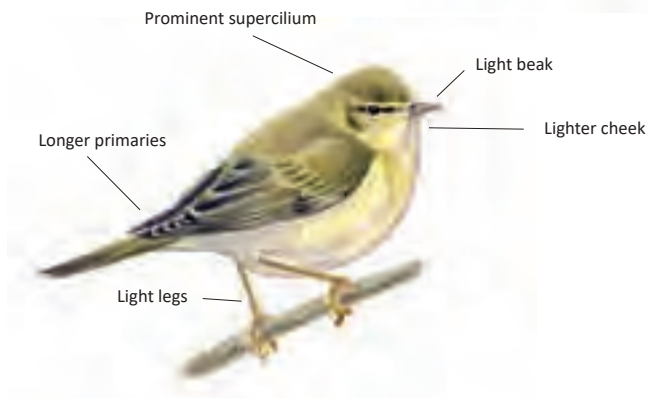 Prominent supercilium
Light beak
Lighter cheek
Longer primaries
Light legs